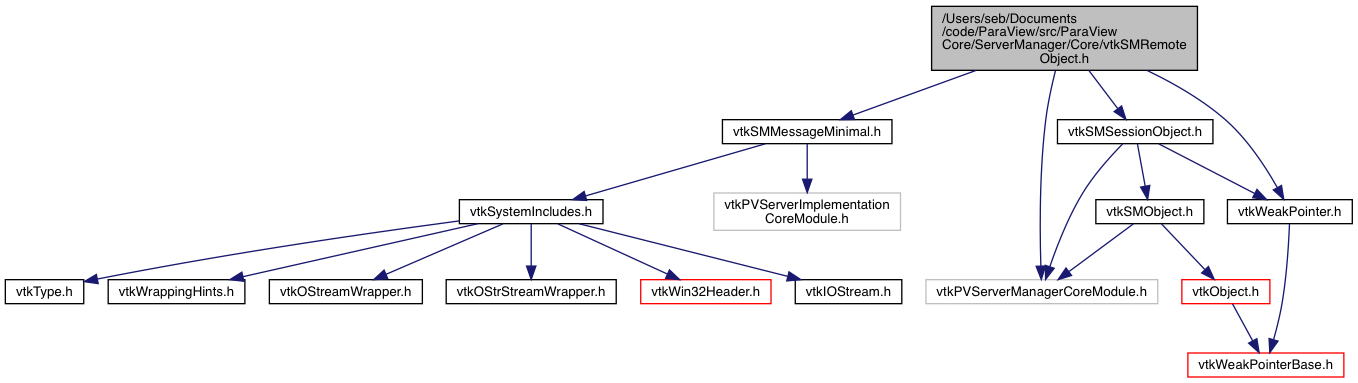 /Users/seb/Documents
/code/ParaView/src/ParaView
Core/ServerManager/Core/vtkSMRemote
Object.h
vtkSMMessageMinimal.h
vtkSMSessionObject.h
vtkPVServerImplementation
CoreModule.h
vtkSystemIncludes.h
vtkSMObject.h
vtkWeakPointer.h
vtkType.h
vtkWrappingHints.h
vtkOStreamWrapper.h
vtkOStrStreamWrapper.h
vtkWin32Header.h
vtkIOStream.h
vtkPVServerManagerCoreModule.h
vtkObject.h
vtkWeakPointerBase.h